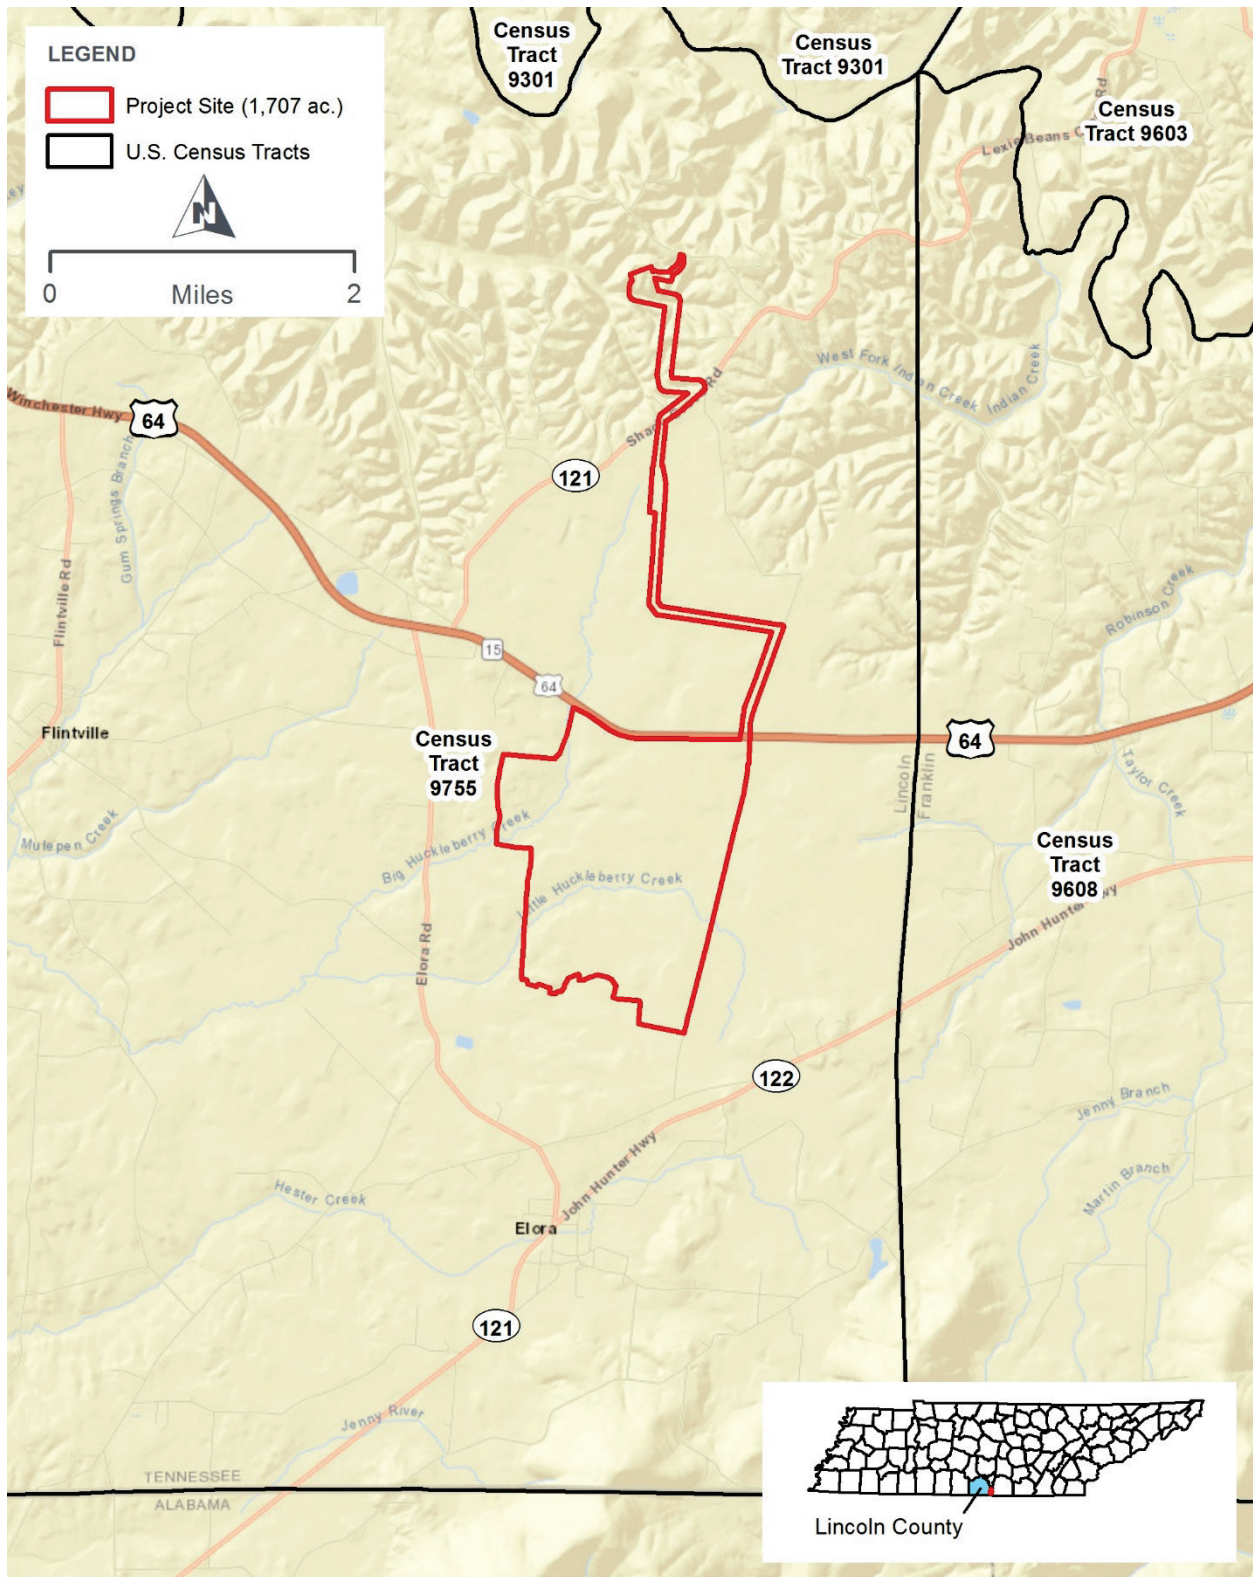 LEGEND
Project Site (1,707 ac.)
U.S. Census Tracts
N
0 Miles 2
Census
Tract
9301
Census
Tract 9301
Census
Tract 9603
Lexie Beans
Rd
West Fork Indian Creek
Indian Creek
Winchester Hwy
64
Gum Springs Branch
Flintville Rd
121
Rd
Robinson Creek
15
64
Flintville
Census
Tract
9755
64
Lincoln
Franklin
Taylor Creek
Mulepen Creek
Big Huckleberry Creek
Little Huckleberry Creek
Census
Tract
9608
John Hunter Hwy
Elora Rd
122
Jenny Branch
Martin Branch
John Hunter Hwy
Hester Creek
Elora
121
Jenny River
TENNESSEE
ALABAMA
Lincoln County